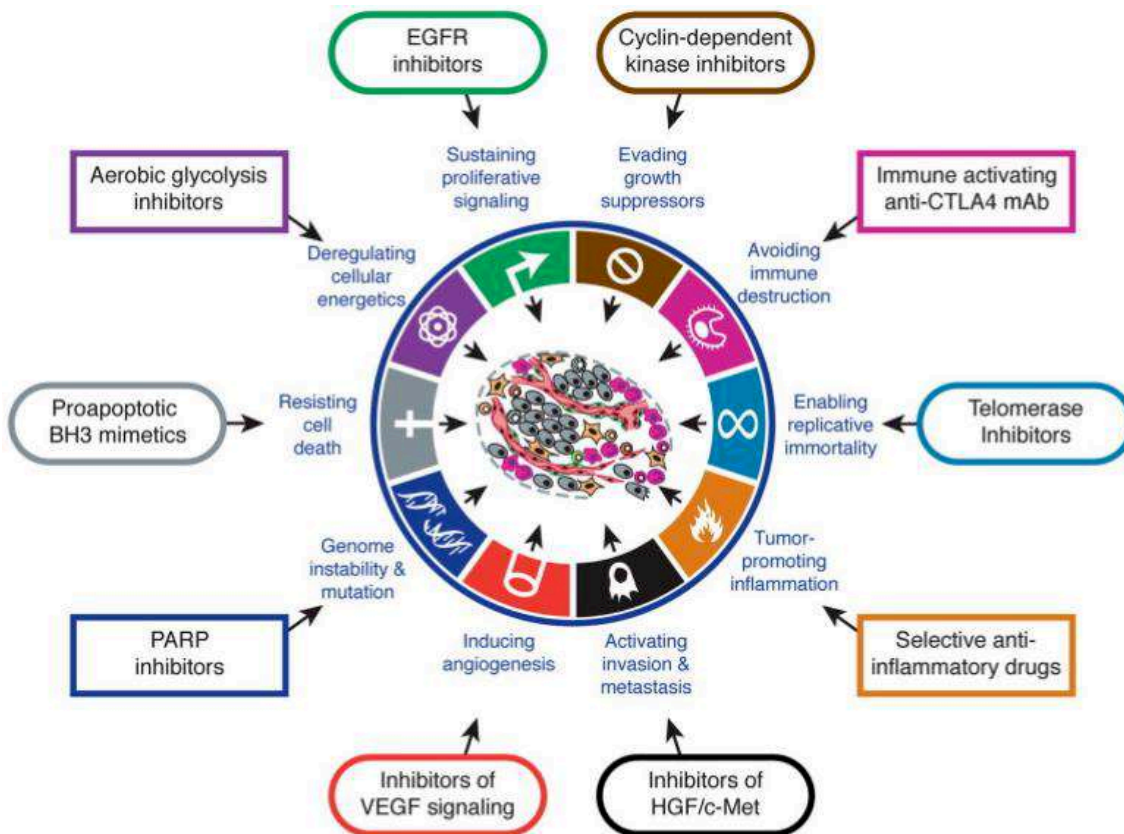 EGFR
inhibitors
Cyclin-dependent
kinase inhibitors
Aerobic glycolysis
inhibitors
Sustaining
proliferative
signaling
Evading
growth
suppressors
Immune activating
anti-CTLA4 mAb
Deregulating
cellular
energetics
Avoiding
immune
destruction
Proapoptotic
BH3 mimetics
Resisting
cell
death
Enabling
replicative
immortality
Telomerase
Inhibitors
Genome
instability &
mutation
Tumor-
promoting
inflammation
PARP
inhibitors
Inducing
angiogenesis
Activating
invasion &
metastasis
Selective anti-
inflammatory drugs
Inhibitors of
VEGF signaling
Inhibitors of
HGF/c-Met